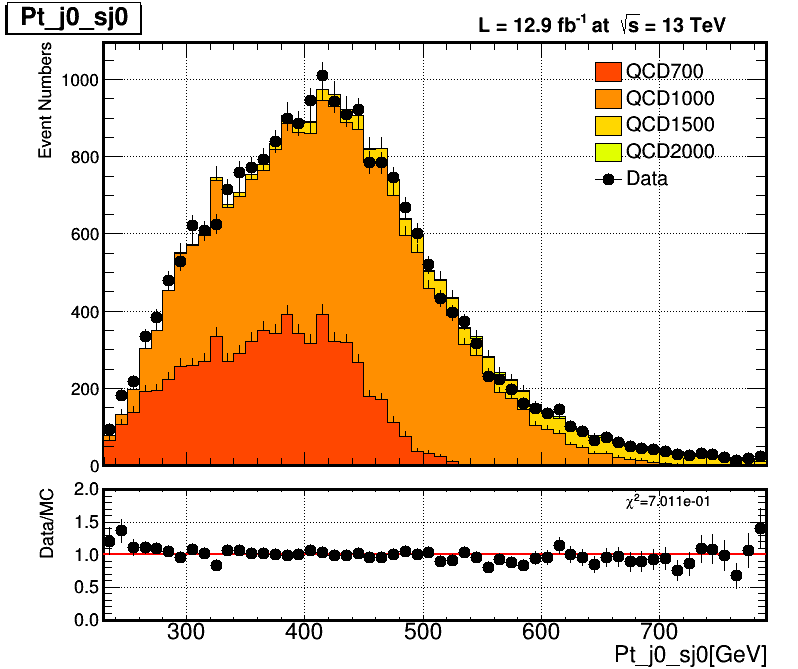 Pt_j0_sj0
L = 12.9 fb⁻¹ at √s = 13 TeV
Event Numbers
1000
800
600
400
200
0
QCD700
QCD1000
QCD1500
QCD2000
Data
Data/MC
2.0
1.5
1.0
0.5
0.0
χ²=7.011e-01
300 400 500 600 700
Pt_j0_sj0[GeV]